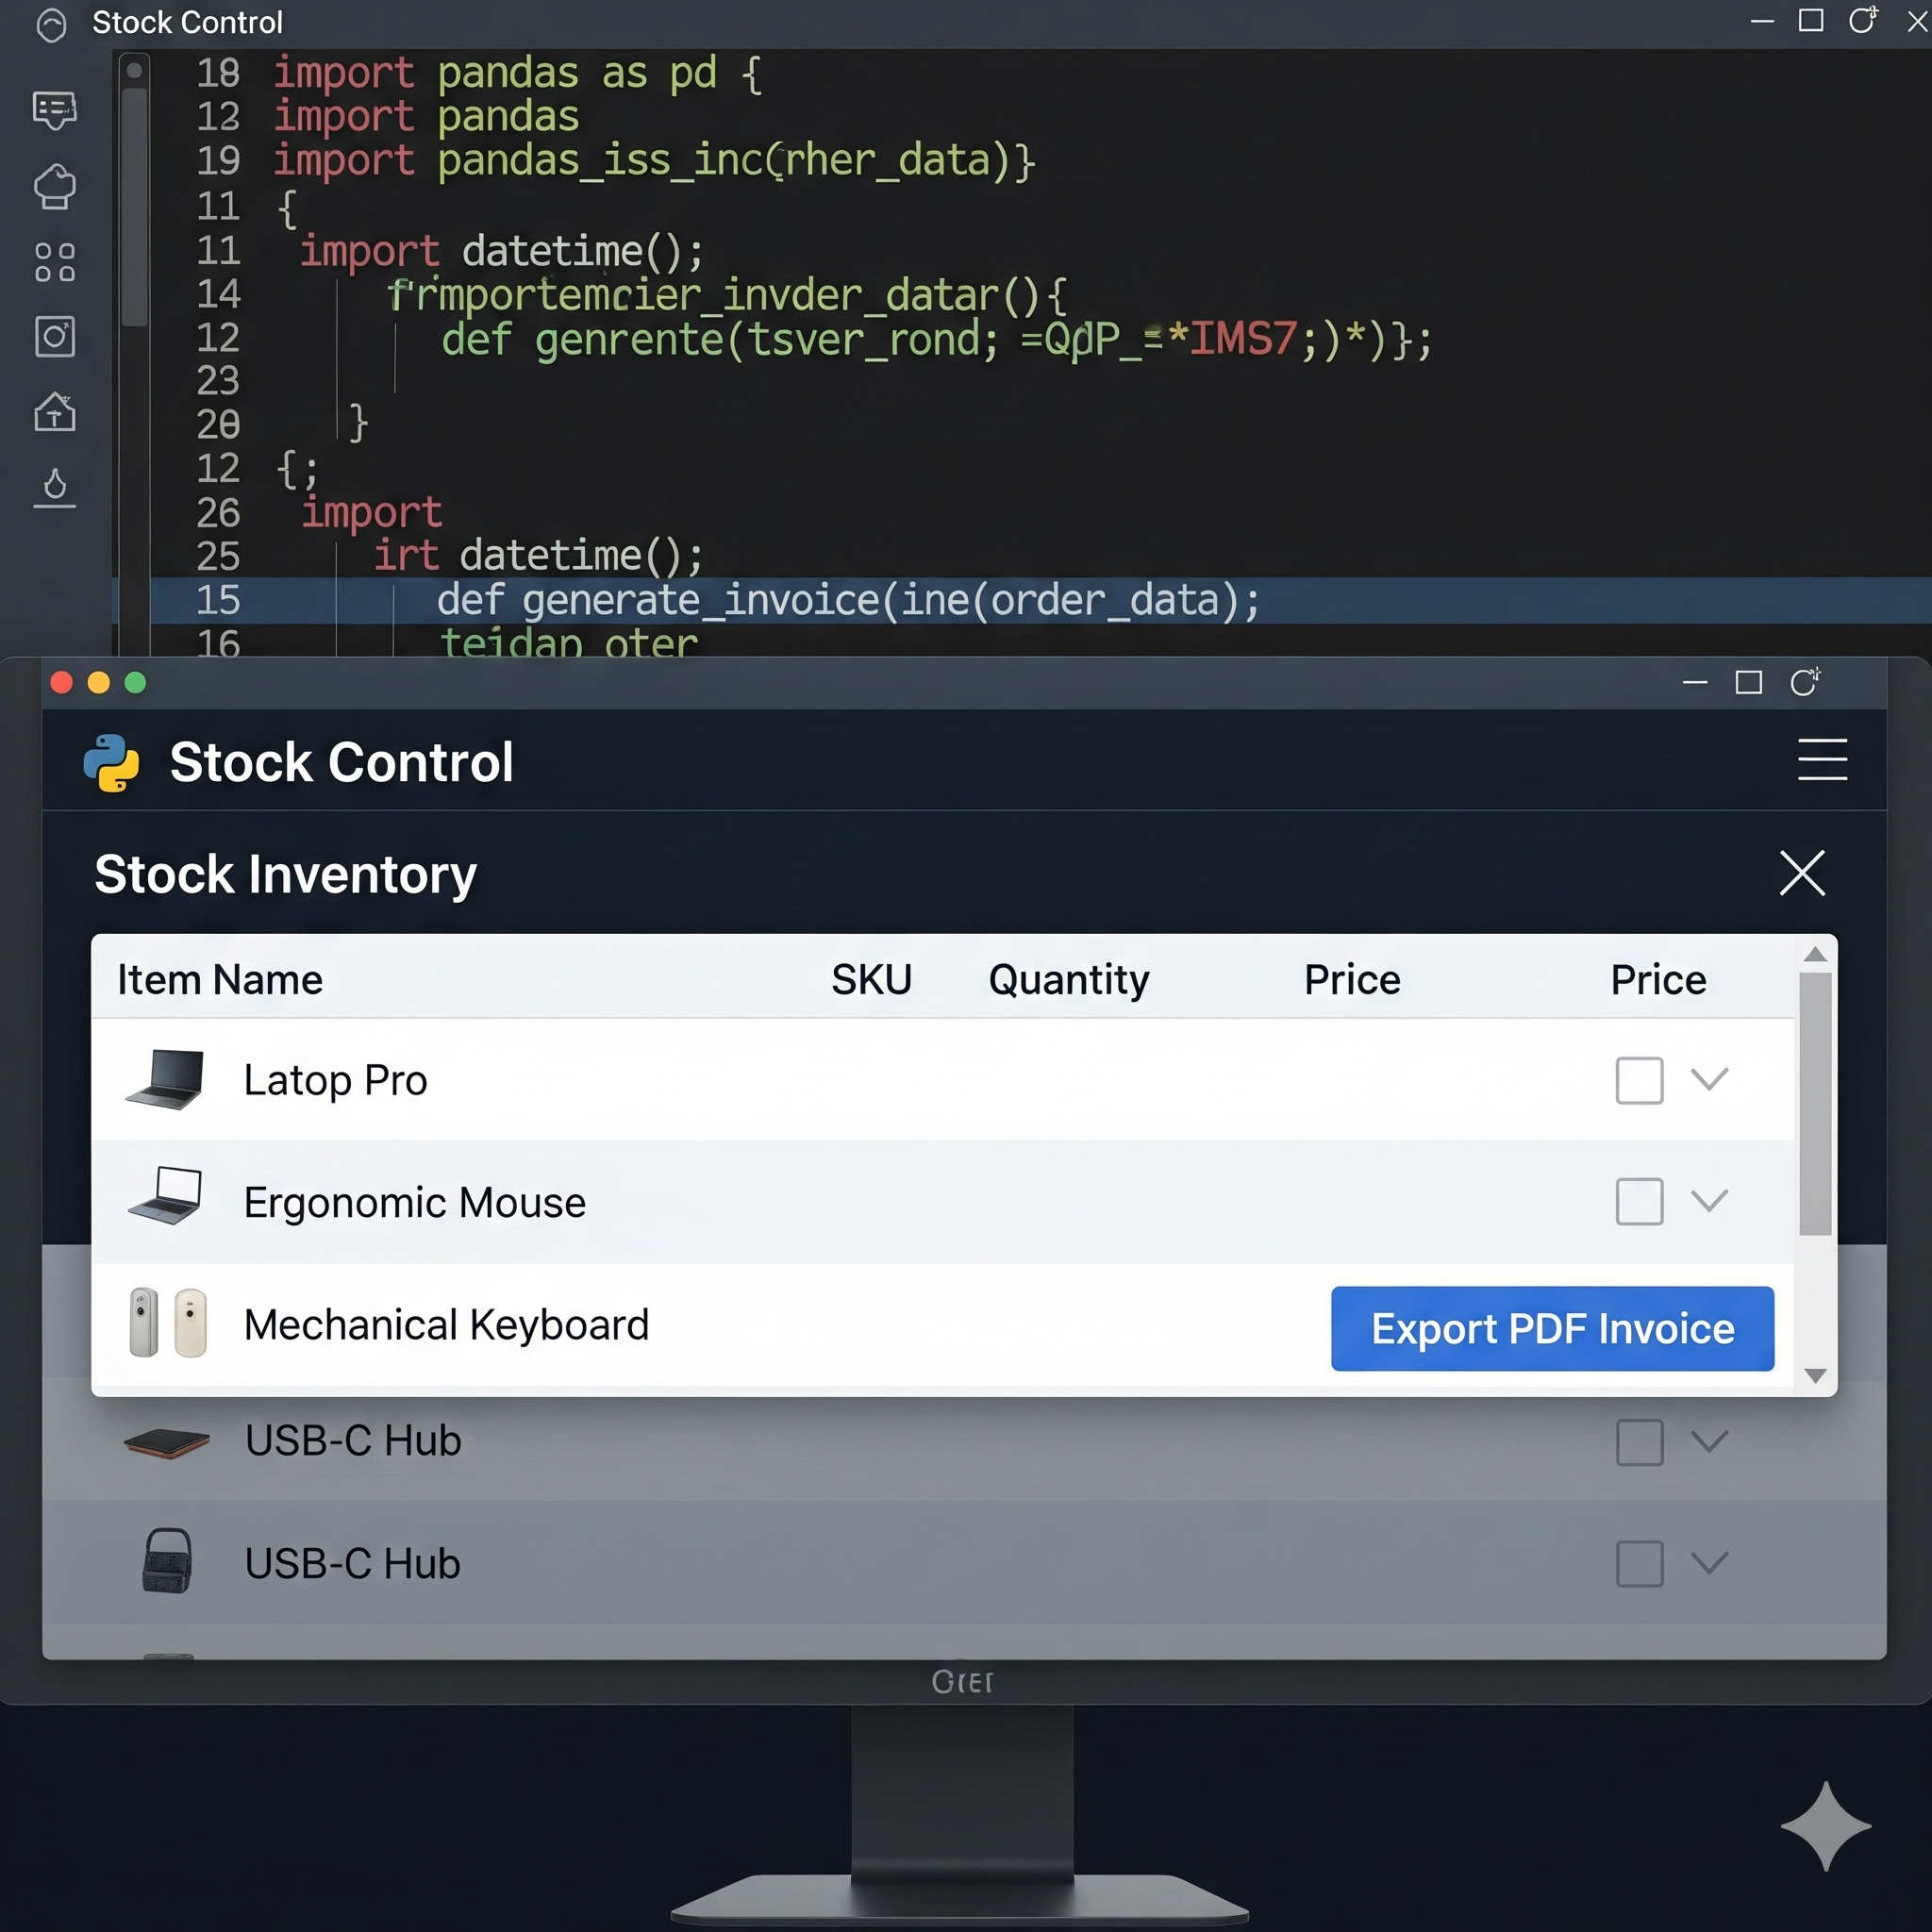 Stock Control
18 import pandas as pd {
12 import pandas
19 import pandas_iss_inc(rher_data)}
11 {
11 import datetime();
14 frmportemcier_invder_datar(){
12 def genrente(tsver_rond; *IMS7;)*)};
23
20 }
12 {;
26 import
25 irt datetime();
15 def generate_invoice(ine(order_data);
16 teidap oter
Stock Control
Stock Inventory
Item Name SKU Quantity Price Price
Latop Pro
Ergonomic Mouse
Mechanical Keyboard Export PDF Invoice
USB-C Hub
USB-C Hub